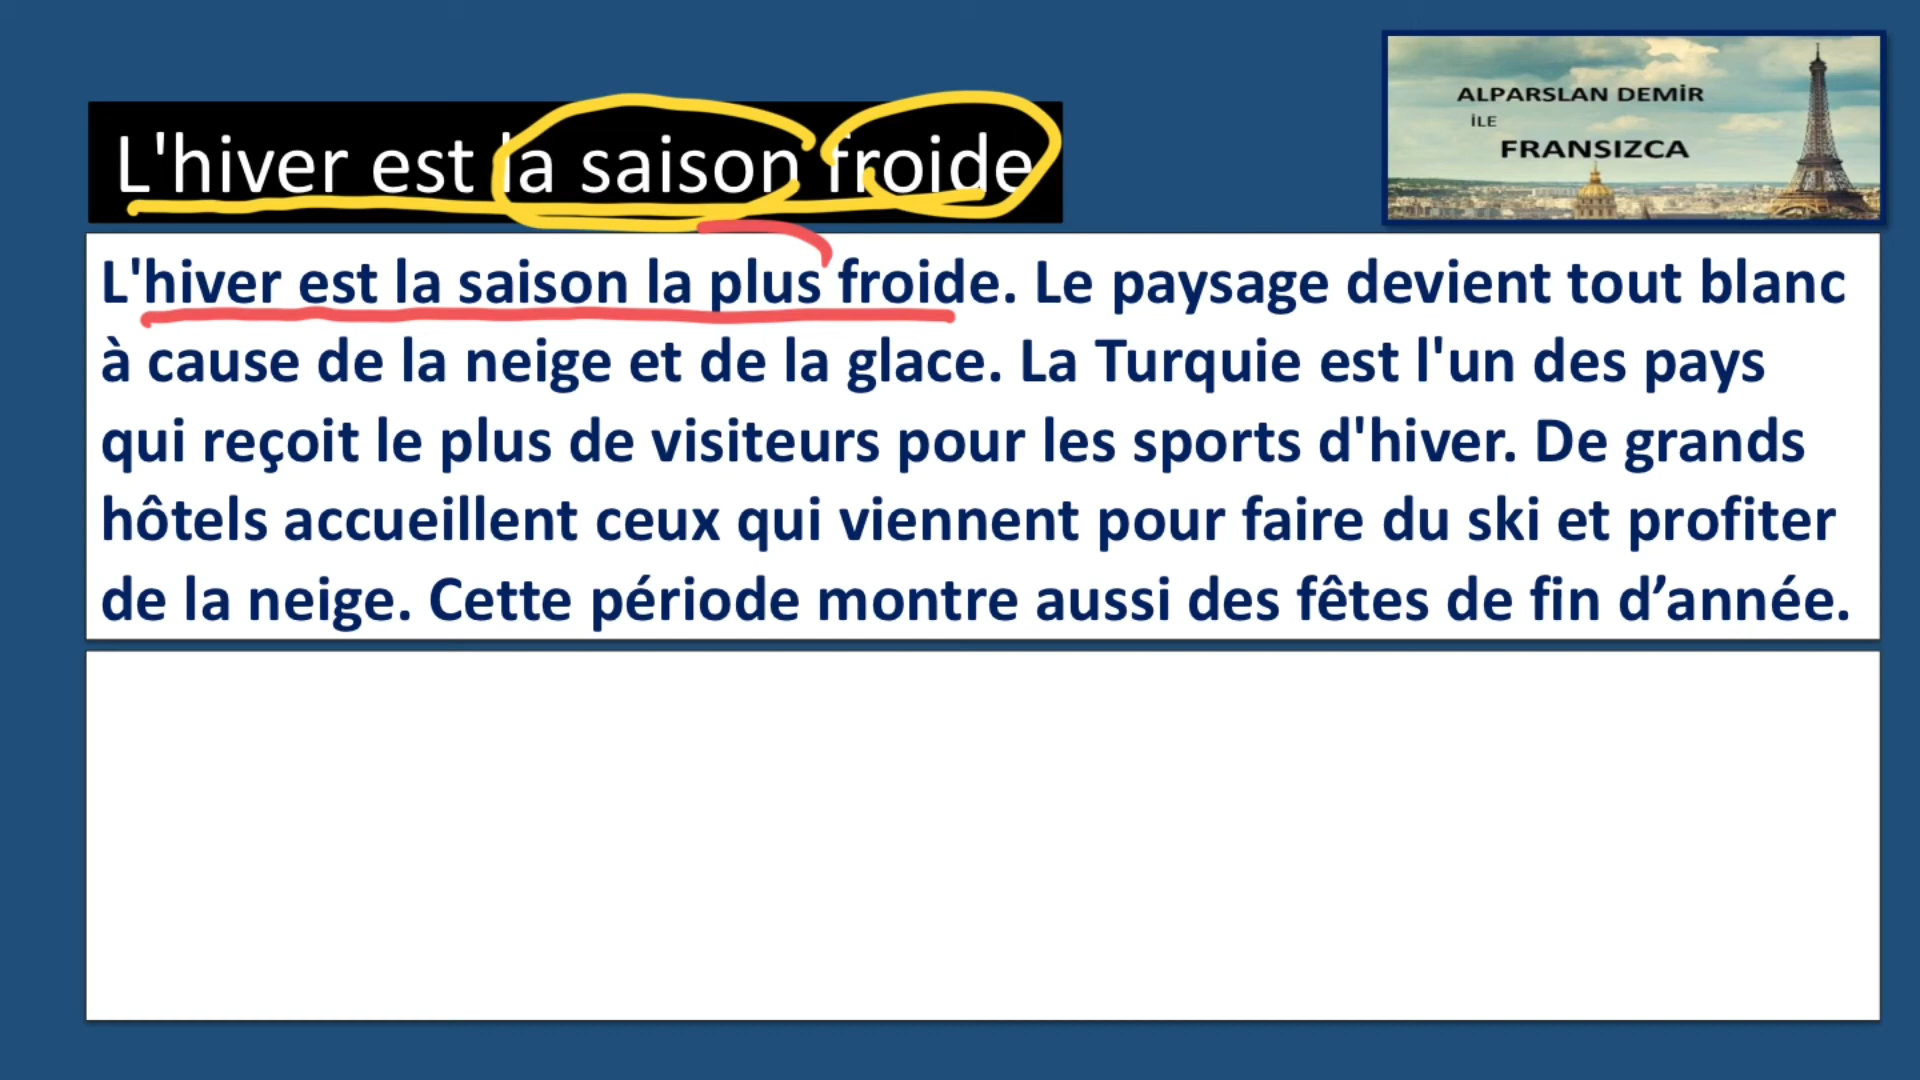 ALPARSLAN DEMİR
İLE
FRANSIZCA
L'hiver est la saison froide
L'hiver est la saison la plus froide. Le paysage devient tout blanc
à cause de la neige et de la glace. La Turquie est l'un des pays
qui reçoit le plus de visiteurs pour les sports d'hiver. De grands
hôtels accueillent ceux qui viennent pour faire du ski et profiter
de la neige. Cette période montre aussi des fêtes de fin d’année.